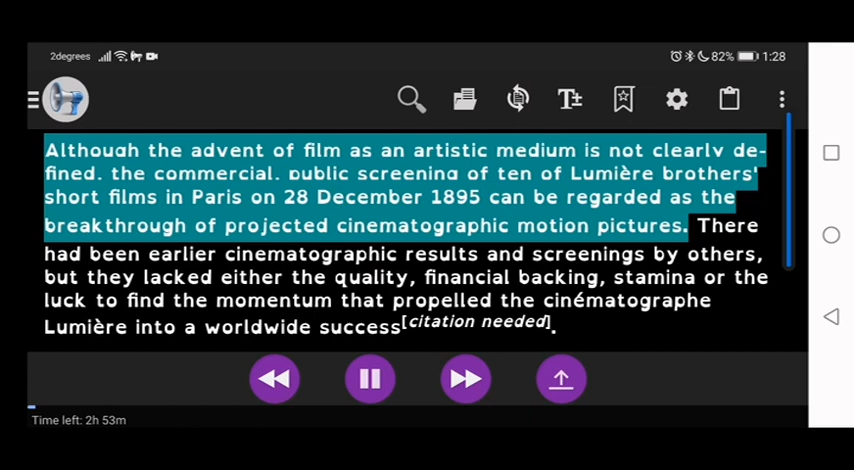 2degrees 82% 1:28
T±
Although the advent of film as an artistic medium is not clearly de-
fined, the commercial, public screening of ten of Lumière brothers'
short films in Paris on 28 December 1895 can be regarded as the
breakthrough of projected cinematographic motion pictures. There
had been earlier cinematographic results and screenings by others,
but they lacked either the quality, financial backing, stamina or the
luck to find the momentum that propelled the cinématographe
Lumière into a worldwide success[citation needed].
Time left: 2h 53m